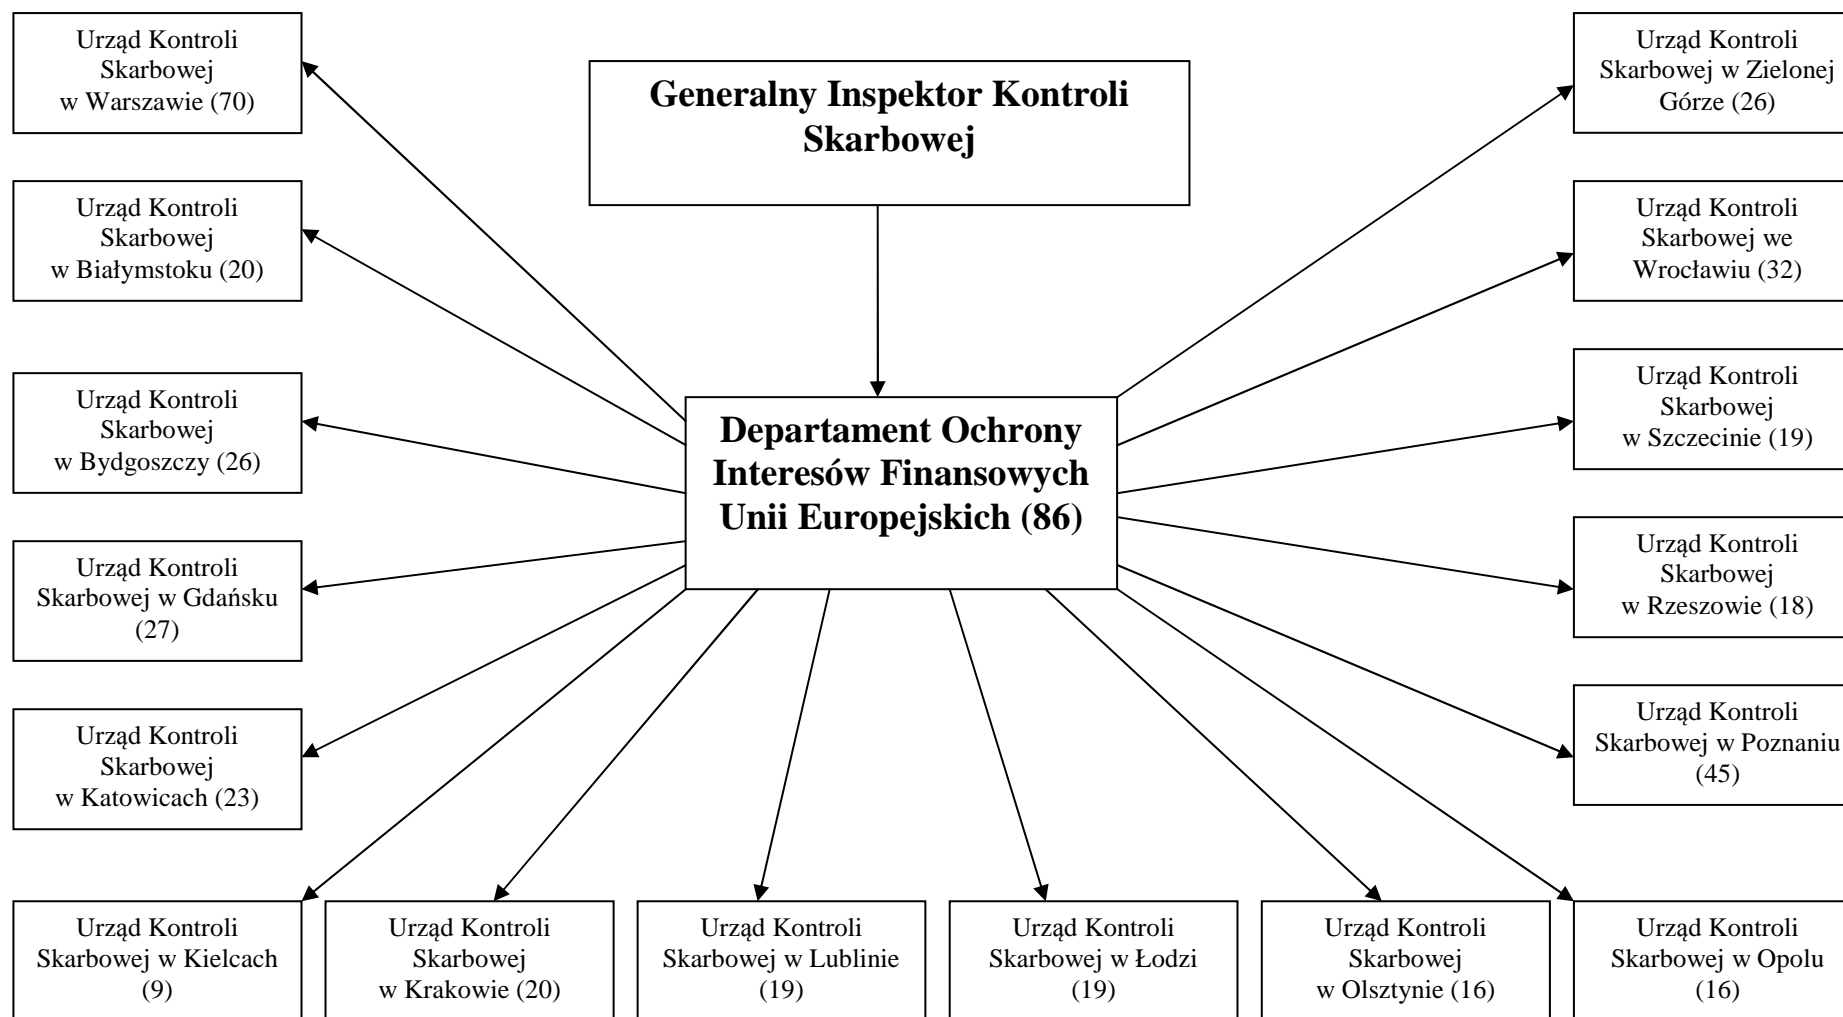 Urząd Kontroli
Skarbowej
w Warszawie (70)
Generalny Inspektor Kontroli
Skarbowej
Urząd Kontroli
Skarbowej w Zielonej
Górze (26)
Urząd Kontroli
Skarbowej
w Białymstoku (20)
Urząd Kontroli
Skarbowej we
Wrocławiu (32)
Urząd Kontroli
Skarbowej
w Bydgoszczy (26)
Departament Ochrony
Interesów Finansowych
Unii Europejskich (86)
Urząd Kontroli
Skarbowej
w Szczecinie (19)
Urząd Kontroli
Skarbowej w Gdańsku
(27)
Urząd Kontroli
Skarbowej
w Rzeszowie (18)
Urząd Kontroli
Skarbowej
w Katowicach (23)
Urząd Kontroli
Skarbowej w Poznaniu
(45)
Urząd Kontroli
Skarbowej w Kielcach
(9)
Urząd Kontroli
Skarbowej
w Krakowie (20)
Urząd Kontroli
Skarbowej w Lublinie
(19)
Urząd Kontroli
Skarbowej w Łodzi
(19)
Urząd Kontroli
Skarbowej
w Olsztynie (16)
Urząd Kontroli
Skarbowej w Opolu
(16)